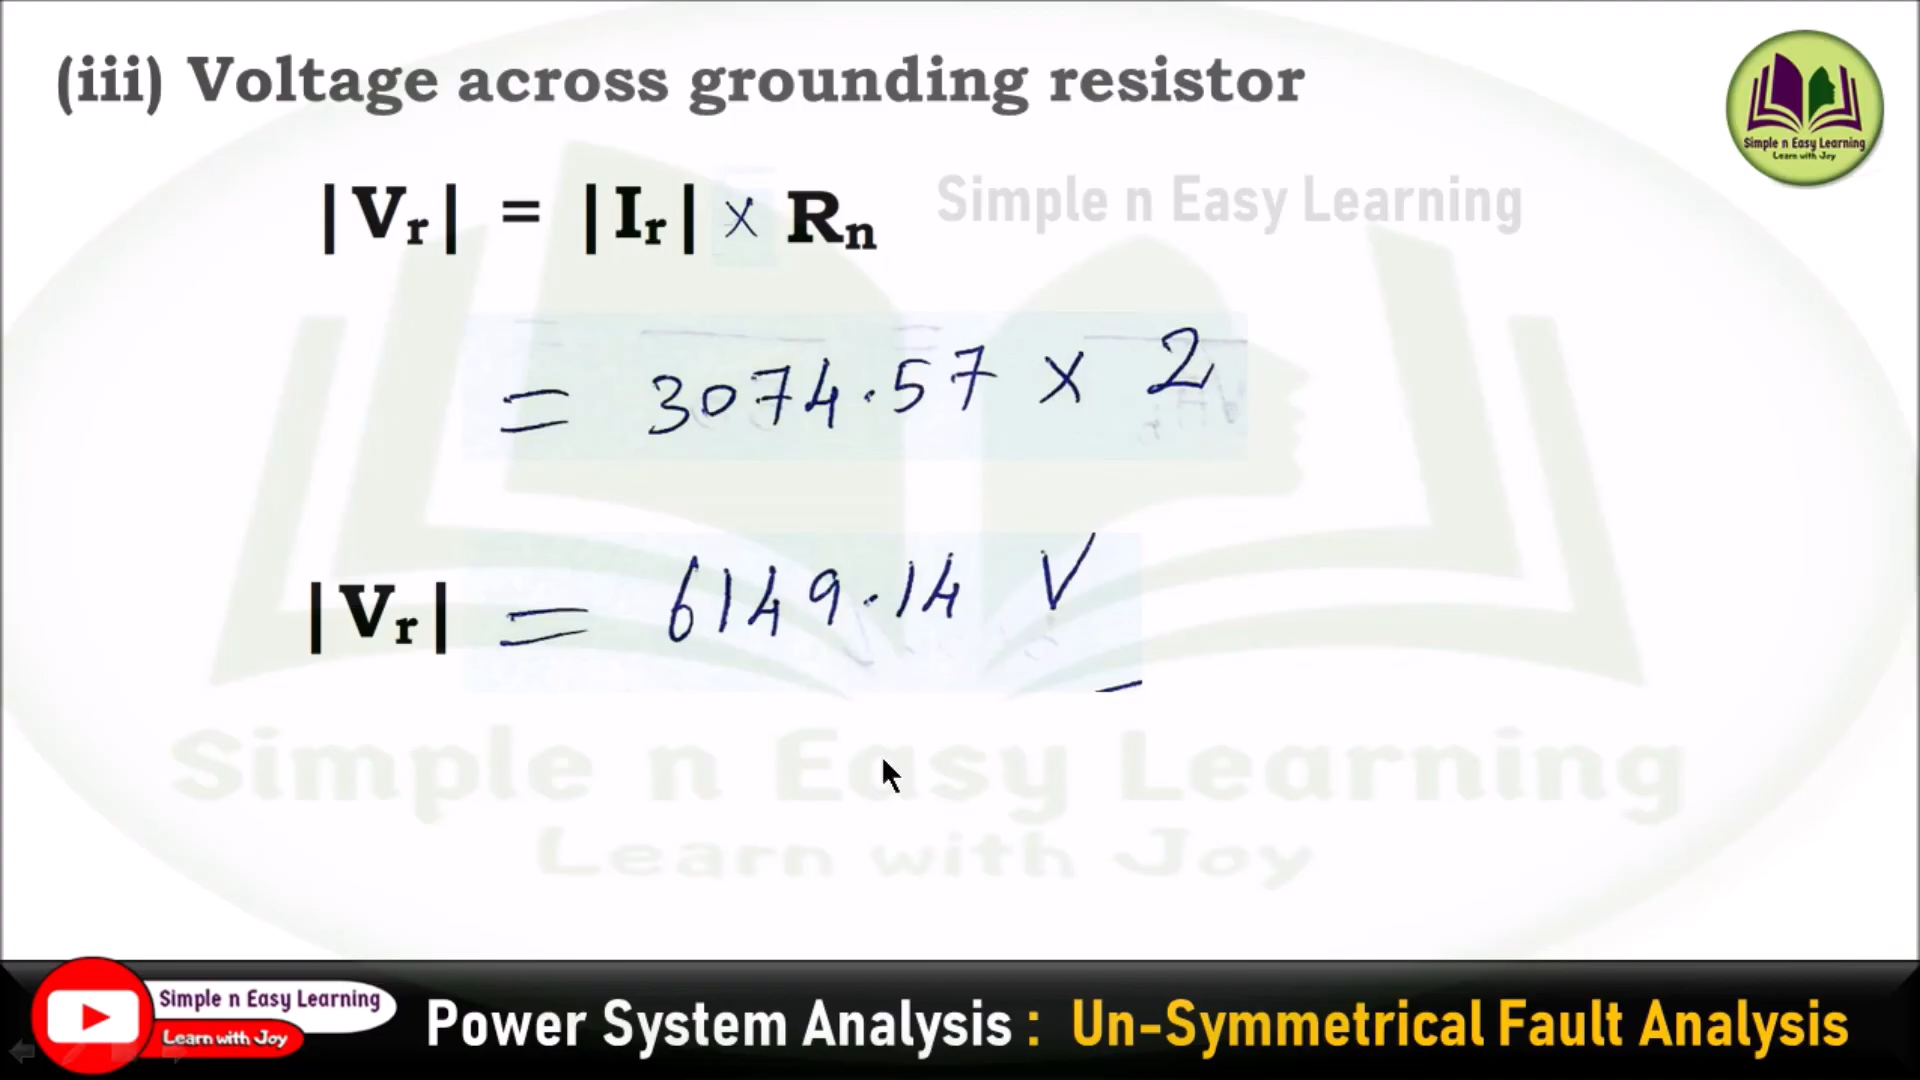 (iii) Voltage across grounding resistor
Simple n Easy Learning
Learn with Joy
|Vr| = |Ir| × Rn
Simple n Easy Learning
= 3074.57 × 2
|Vr| = 6149.14 V
Simple n Easy Learning
Learn with Joy
Simple n Easy Learning
Learn with Joy
Power System Analysis : Un-Symmetrical Fault Analysis